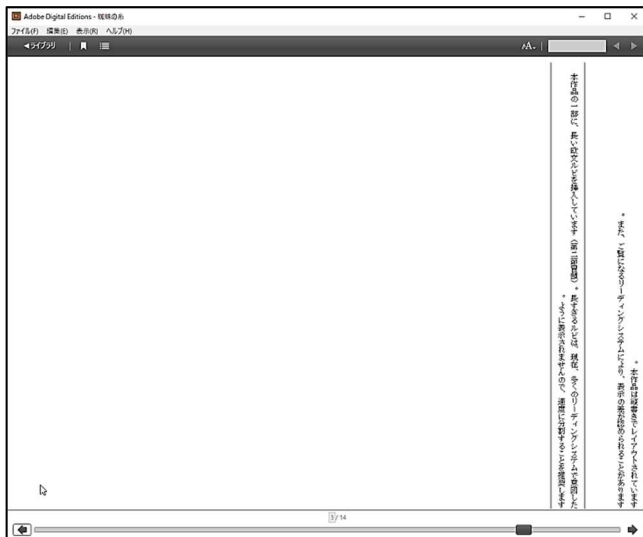 Adobe Digital Editions - 蜘蛛の糸
ファイル(F) 編集(E) 表示(R) ヘルプ(H)
◀ライブラリ
AA
。本作品は縦書きでレイアウトされています
。また、ご覧になるリーディングシステムにより、表示の差が認められることがあります
本作品の一部に、長い欧文ルビを挿入しています(第二節冒頭)。長すぎるルビは、現在、多くのリーディングシステムで意図した
。ように表示されませんので、適度に分割することを推奨します
3 / 14